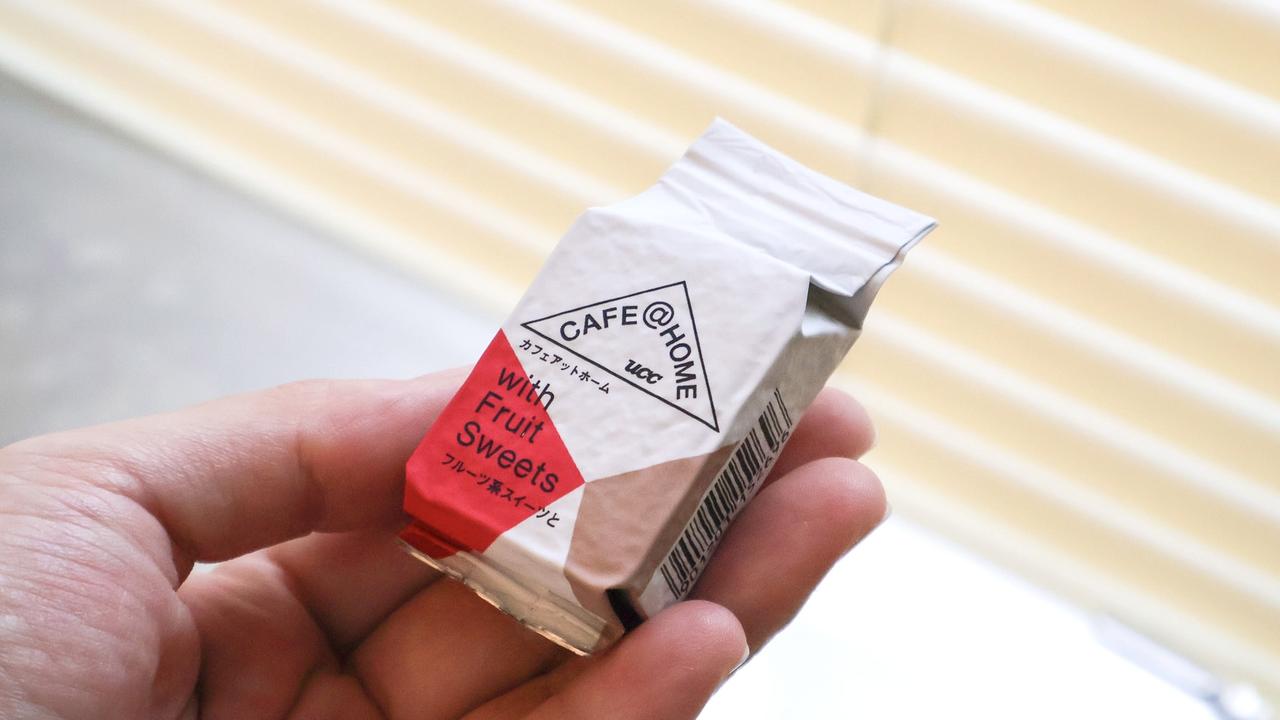 CAFE@HOME
ucc
カフェアットホーム
with
Fruit
Sweets
フルーツ系スイーツと